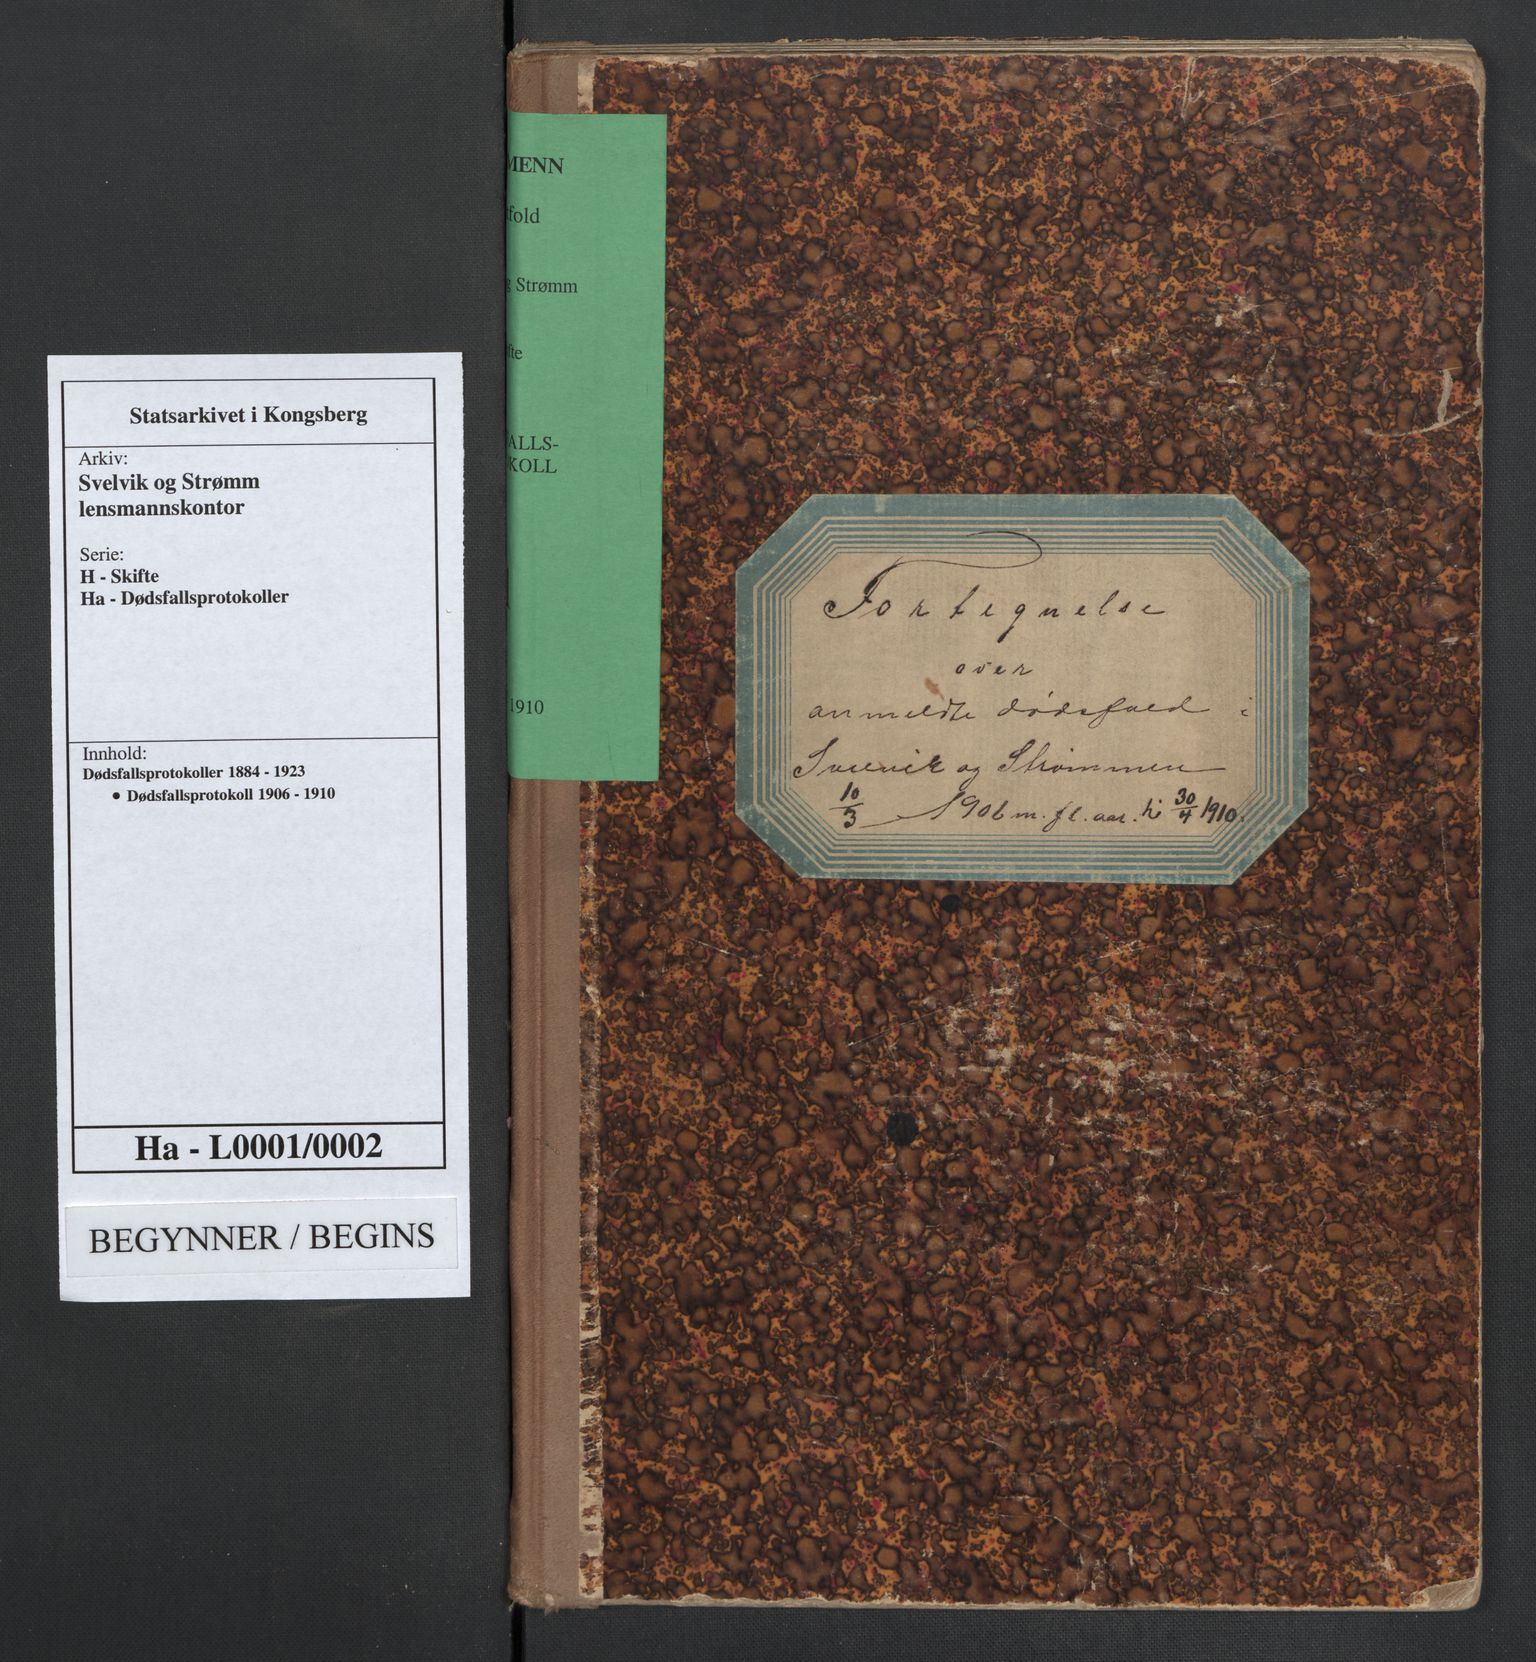 Statsarkivet i Kongsberg
Arkiv:
Svelvik og Strømm
lensmannskontor
Serie:
H - Skifte
Ha - Dødsfallsprotokoller
Innhold:
Dødsfallsprotokoller 1884 - 1923
• Dødsfallsprotokoll 1906 - 1910
Ha - L0001/0002
BEGYNNER / BEGINS
MENN
tfold
g Strømm
fte
ALLS-
KOLL
1910
Fortegnelse
over
anmeldte dødsfald i
Svelvik og Strømmen
10/3 1906 m. fl. aar. til 30/4 1910.